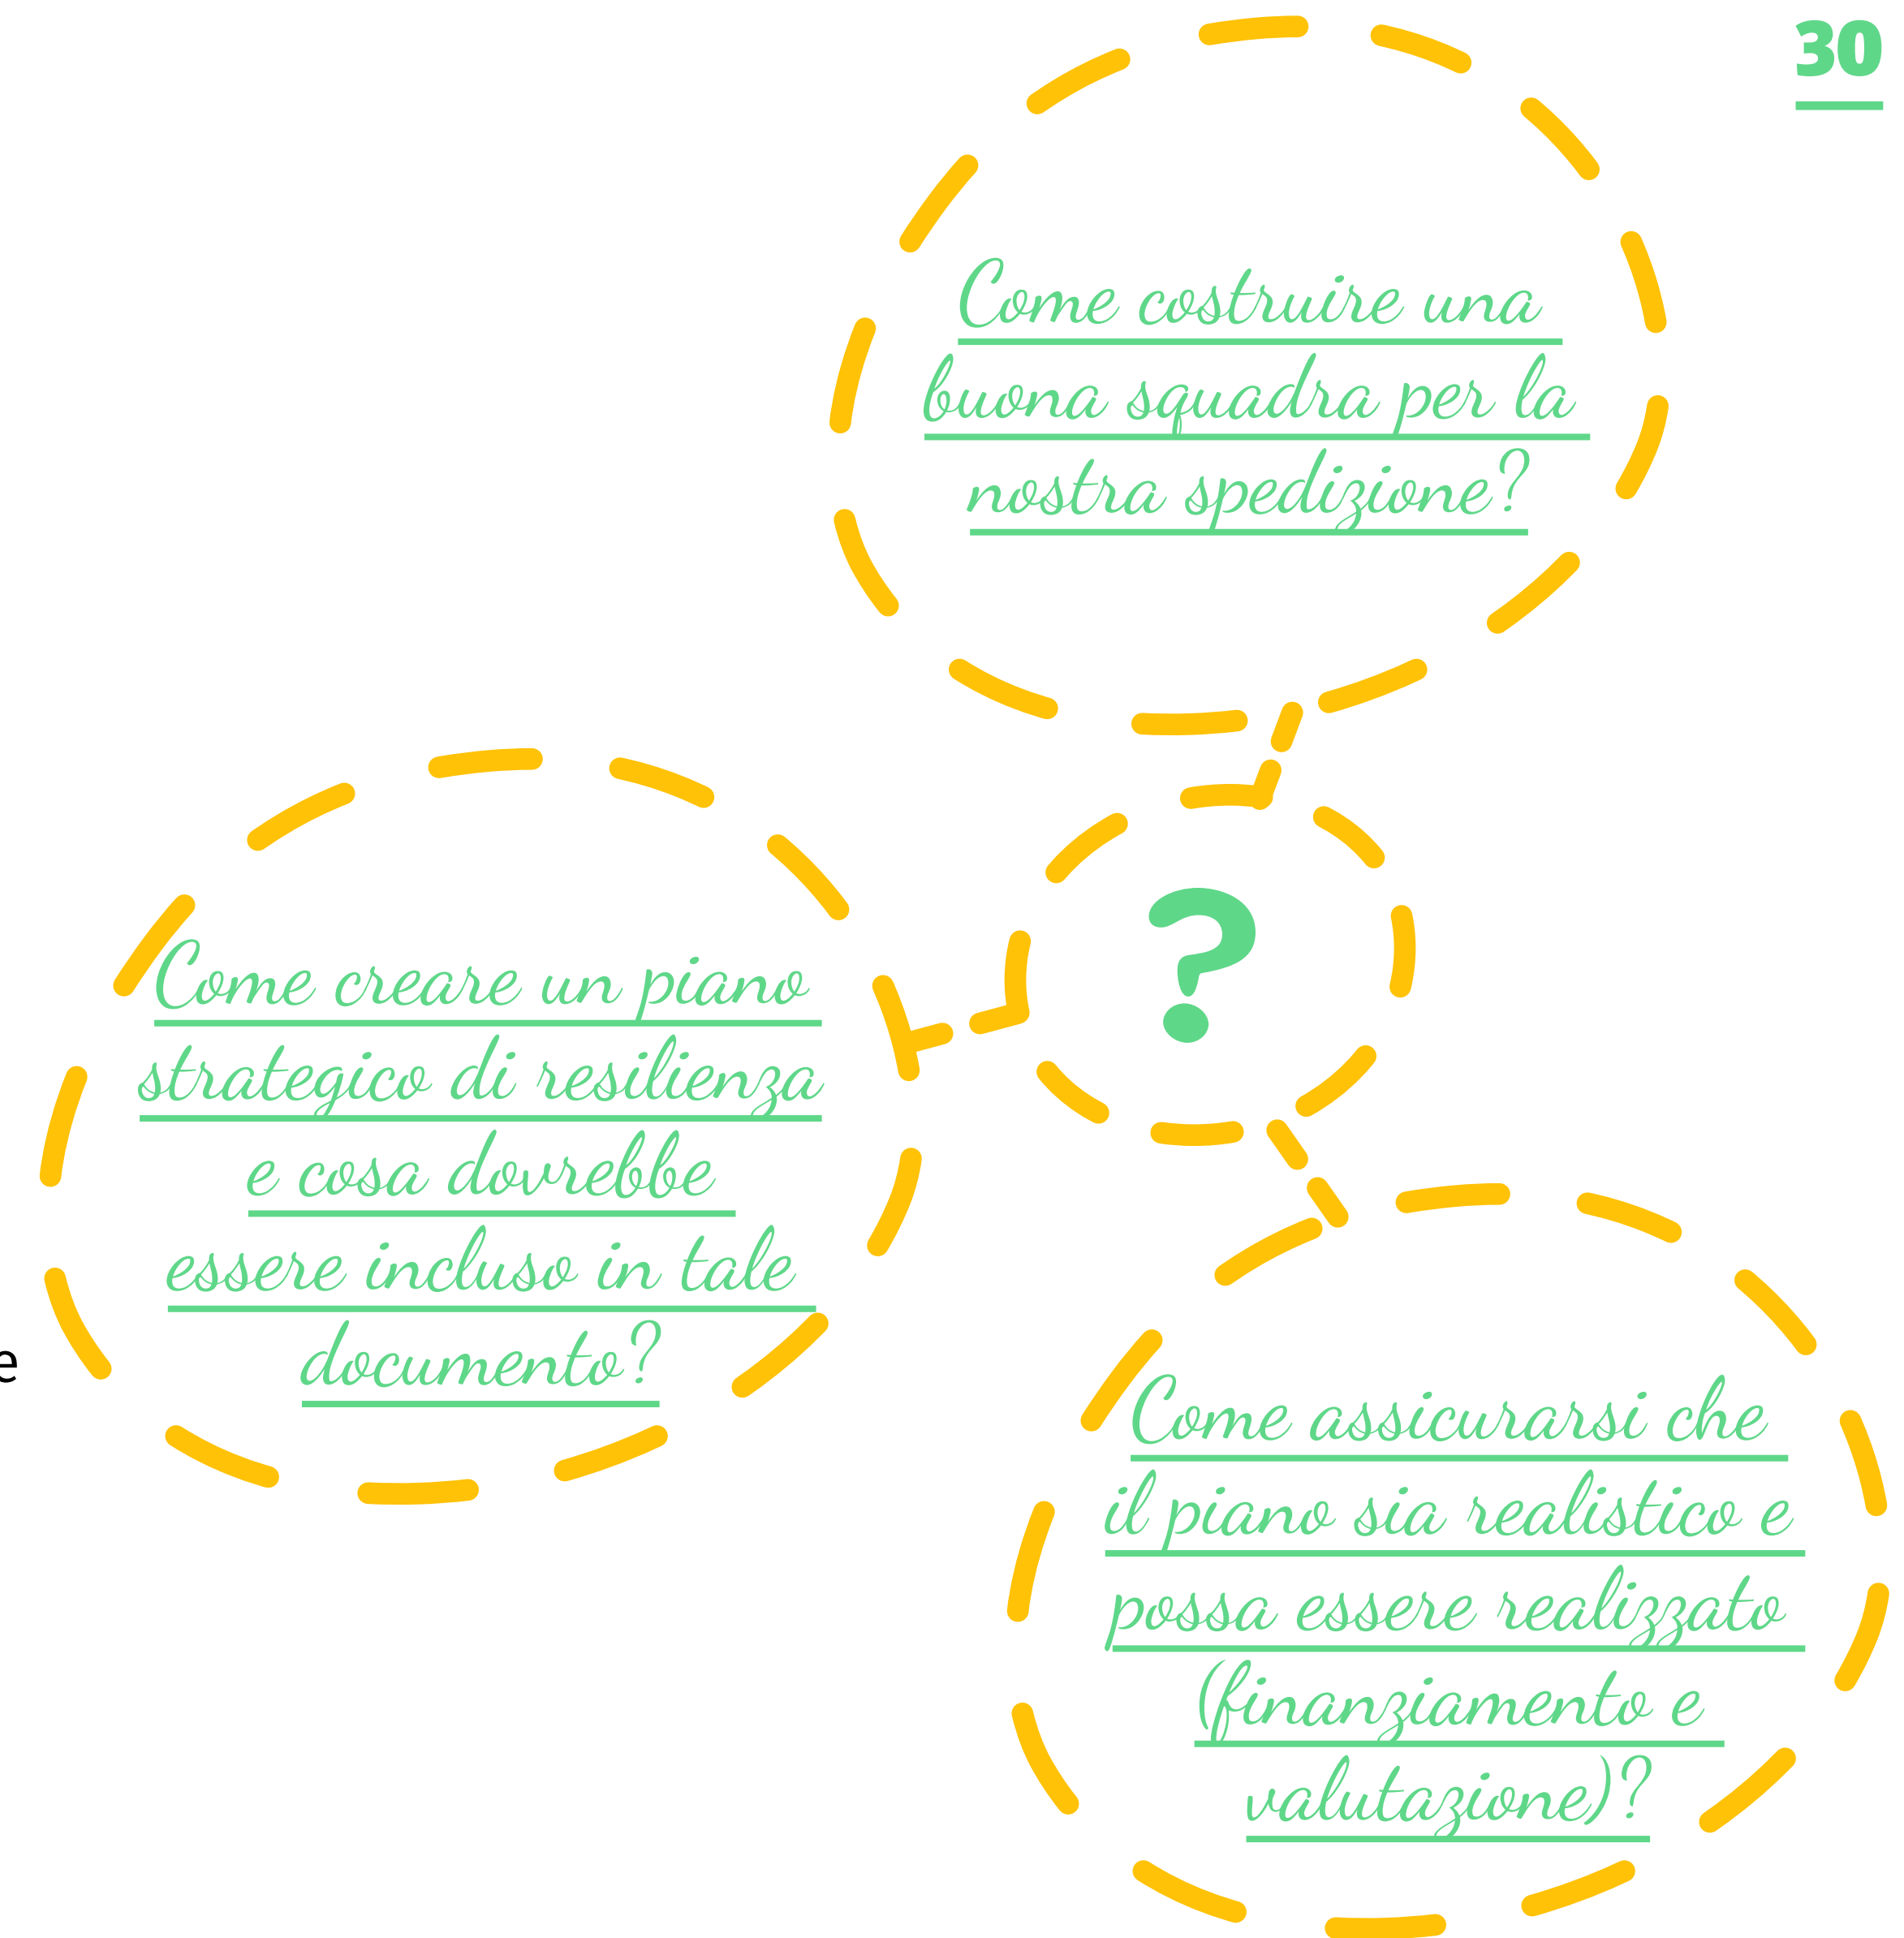 30
Come costruire una
buona squadra per la
nostra spedizione?
?
Come creare un piano
strategico di resilienza
e cosa dovrebbe
essere incluso in tale
documento?
e
Come assicurarsi che
il piano sia realistico e
possa essere realizzato
(finanziamento e
valutazione)?